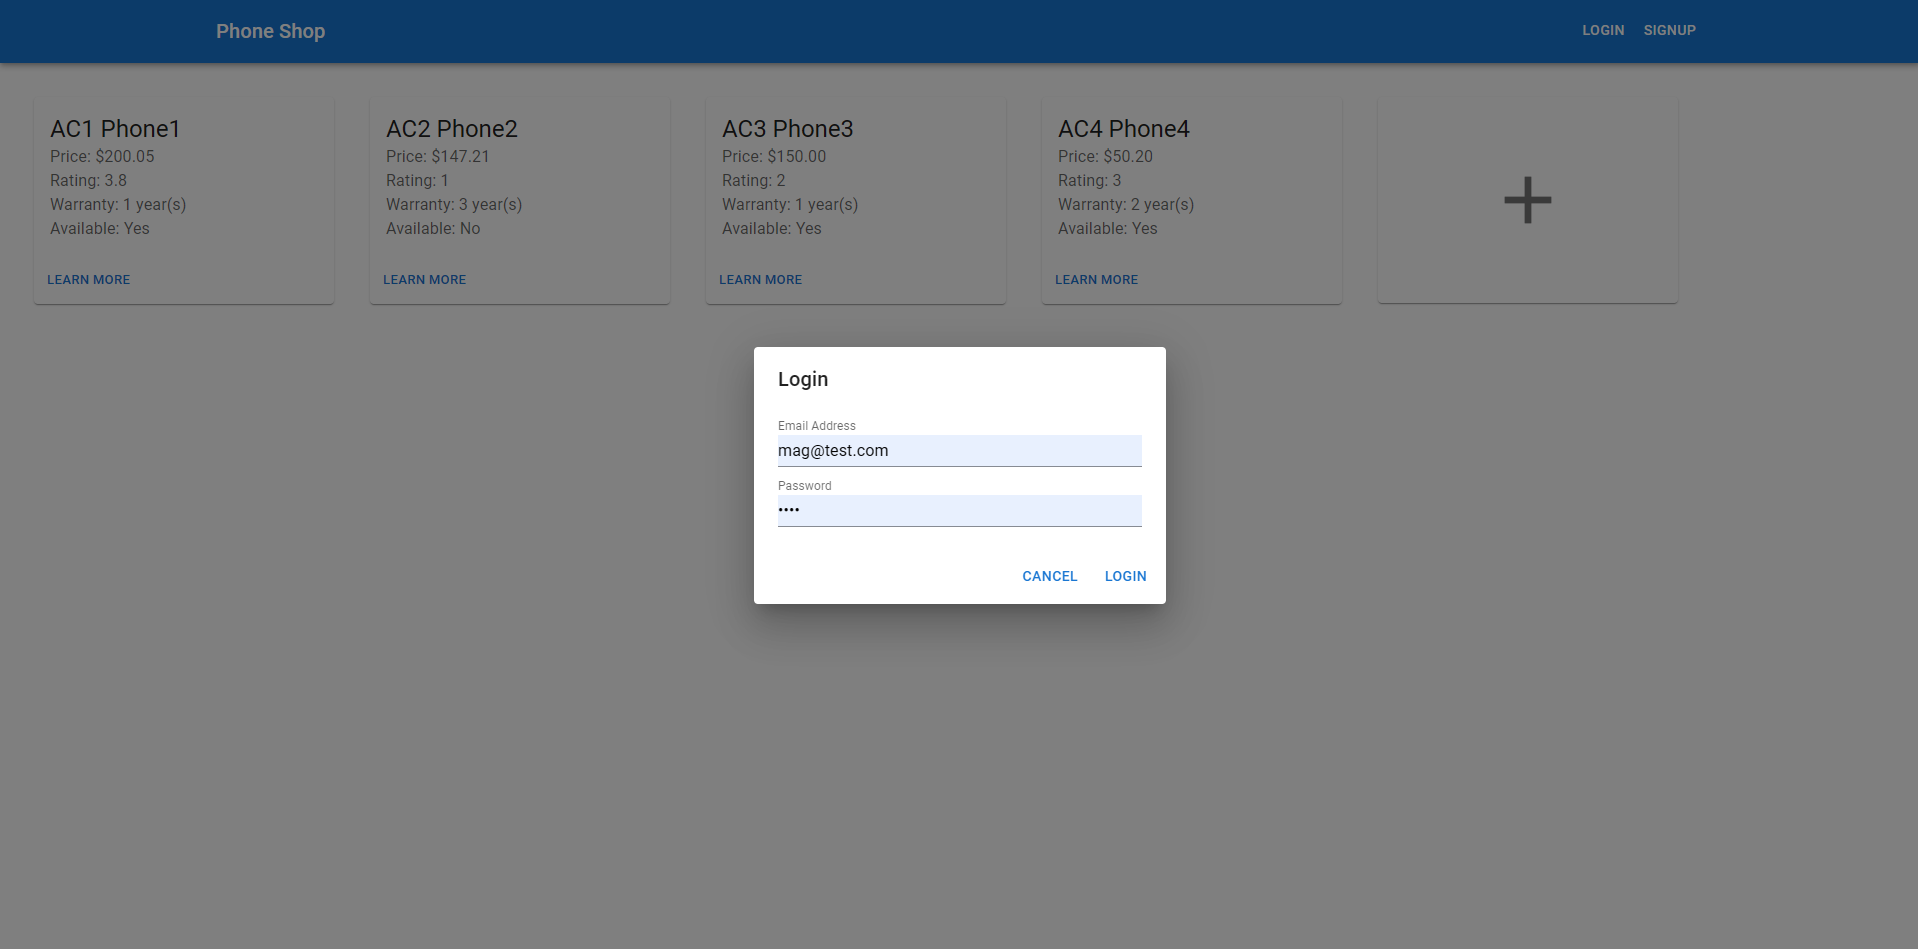 Phone Shop
LOGIN SIGNUP
AC1 Phone1
Price: $200.05
Rating: 3.8
Warranty: 1 year(s)
Available: Yes
LEARN MORE
AC2 Phone2
Price: $147.21
Rating: 1
Warranty: 3 year(s)
Available: No
LEARN MORE
AC3 Phone3
Price: $150.00
Rating: 2
Warranty: 1 year(s)
Available: Yes
LEARN MORE
AC4 Phone4
Price: $50.20
Rating: 3
Warranty: 2 year(s)
Available: Yes
LEARN MORE
Login
Email Address
mag@test.com
Password
••••
CANCEL LOGIN